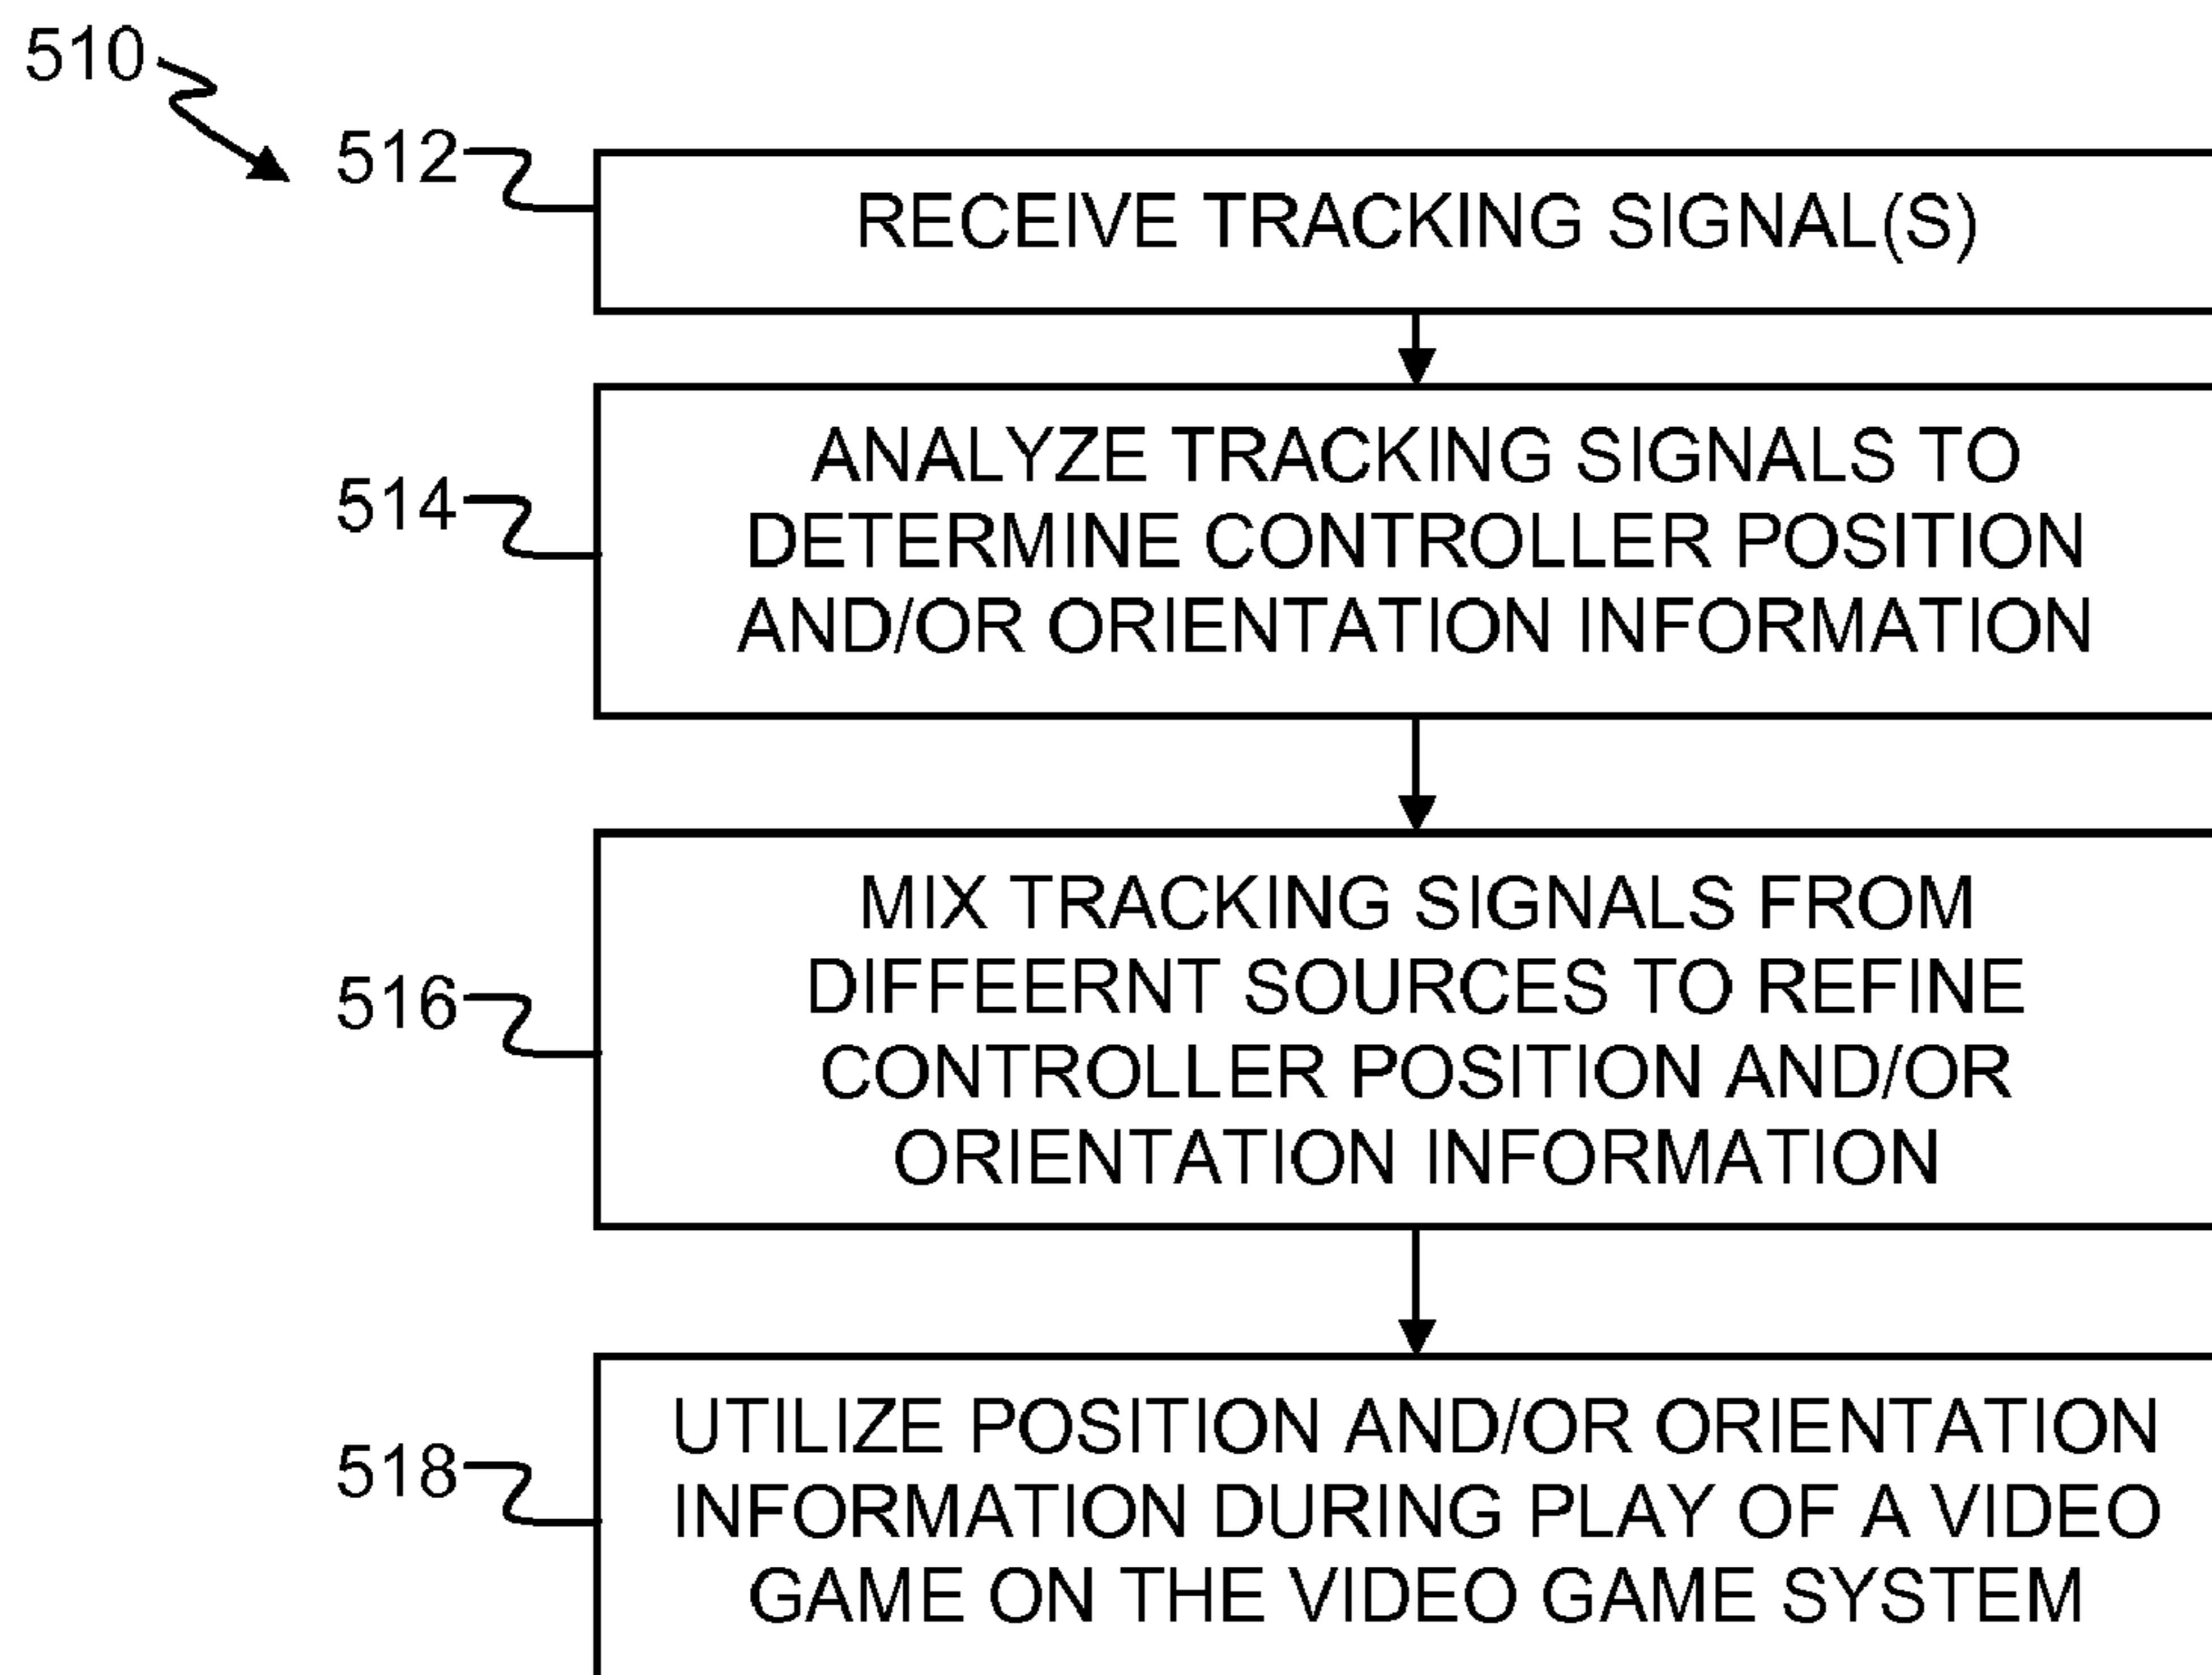 510
512
RECEIVE TRACKING SIGNAL(S)
514
ANALYZE TRACKING SIGNALS TO
DETERMINE CONTROLLER POSITION
AND/OR ORIENTATION INFORMATION
516
MIX TRACKING SIGNALS FROM
DIFFEERNT SOURCES TO REFINE
CONTROLLER POSITION AND/OR
ORIENTATION INFORMATION
518
UTILIZE POSITION AND/OR ORIENTATION
INFORMATION DURING PLAY OF A VIDEO
GAME ON THE VIDEO GAME SYSTEM